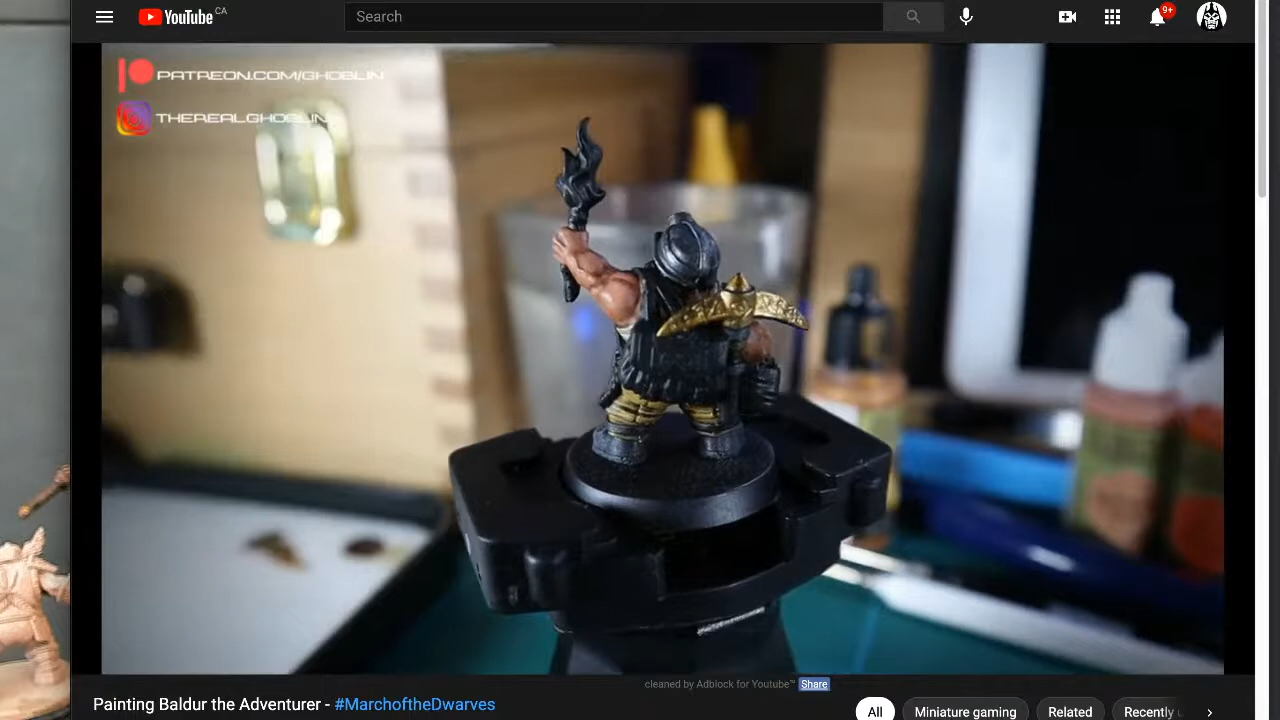 YouTube CA
Search
9+
PATREON.COM/GHOBLIN
THEREALGHOBLIN
cleaned by Adblock for Youtube™ Share
Painting Baldur the Adventurer - #MarchoftheDwarves
All Miniature gaming Related Recently